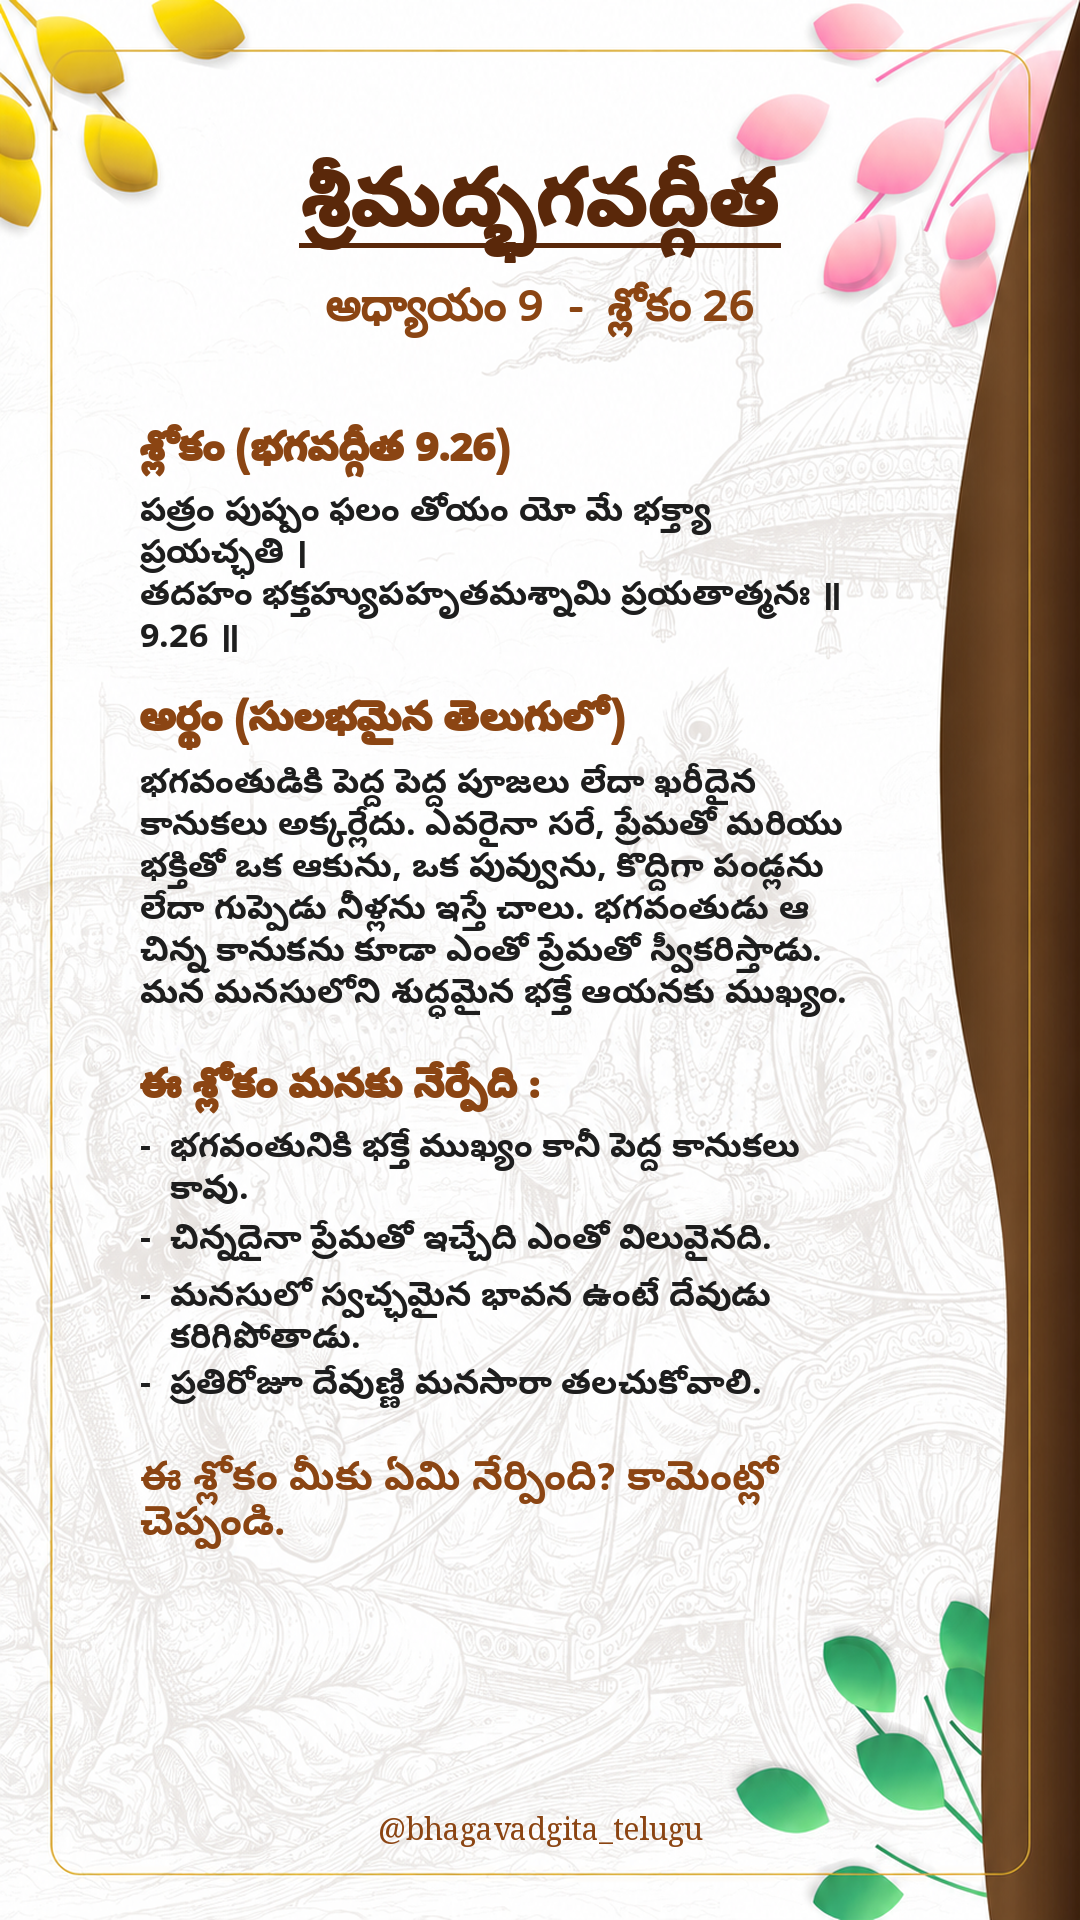 శ్రీమద్భగవద్గీత
అధ్యాయం 9 - శ్లోకం 26
శ్లోకం (భగవద్గీత 9.26)
పత్రం పుష్పం ఫలం తోయం యో మే భక్త్యా
ప్రయచ్ఛతి ।
తదహం భక్తహ్యుపహృతమశ్నామి ప్రయతాత్మనః ॥
9.26 ॥
అర్థం (సులభమైన తెలుగులో)
భగవంతుడికి పెద్ద పెద్ద పూజలు లేదా ఖరీదైన
కానుకలు అక్కర్లేదు. ఎవరైనా సరే, ప్రేమతో మరియు
భక్తితో ఒక ఆకును, ఒక పువ్వును, కొద్దిగా పండ్లను
లేదా గుప్పెడు నీళ్లను ఇస్తే చాలు. భగవంతుడు ఆ
చిన్న కానుకను కూడా ఎంతో ప్రేమతో స్వీకరిస్తాడు.
మన మనసులోని శుద్ధమైన భక్తే ఆయనకు ముఖ్యం.
ఈ శ్లోకం మనకు నేర్పేది :
- భగవంతునికి భక్తే ముఖ్యం కానీ పెద్ద కానుకలు
కావు.
- చిన్నదైనా ప్రేమతో ఇచ్చేది ఎంతో విలువైనది.
- మనసులో స్వచ్ఛమైన భావన ఉంటే దేవుడు
కరిగిపోతాడు.
- ప్రతిరోజూ దేవుణ్ణి మనసారా తలచుకోవాలి.
ఈ శ్లోకం మీకు ఏమి నేర్పింది? కామెంట్లో
చెప్పండి.
@bhagavadgita_telugu